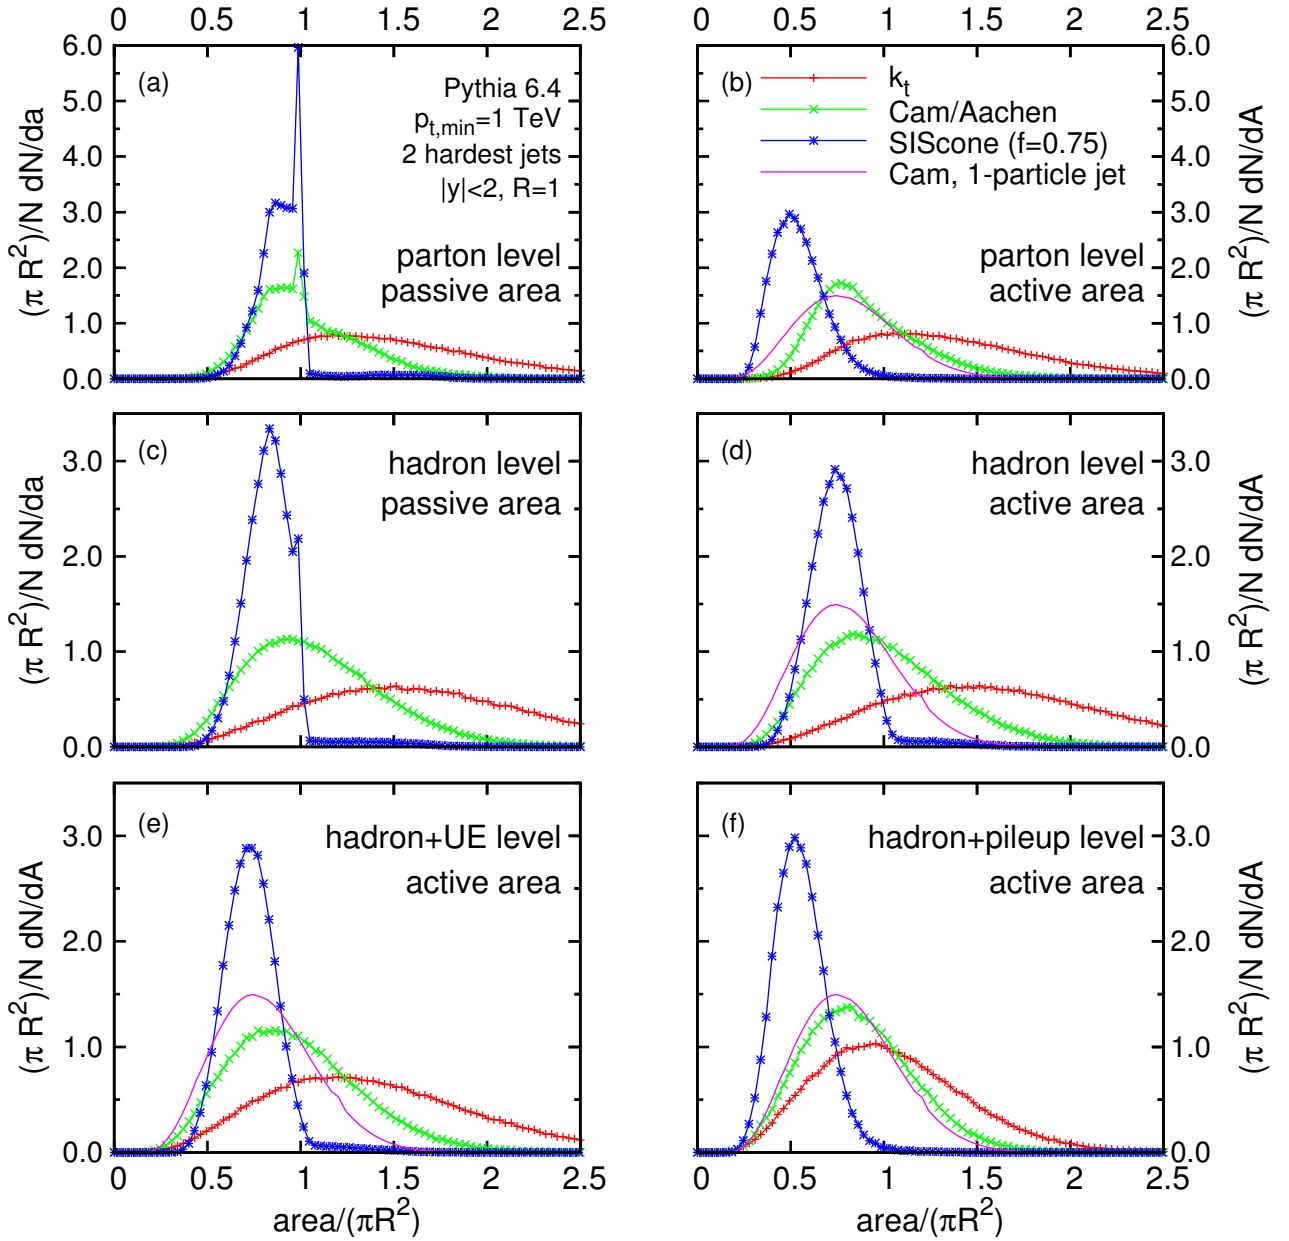 0 0.5 1 1.5 2 2.5
0 0.5 1 1.5 2 2.5
(π R²)/N dN/da
6.0
5.0
4.0
3.0
2.0
1.0
0.0
(a)
Pythia 6.4
p_{t,min}=1 TeV
2 hardest jets
|y|<2, R=1
parton level
passive area
(b)
k_t
Cam/Aachen
SIScone (f=0.75)
Cam, 1-particle jet
parton level
active area
6.0
5.0
4.0
3.0
2.0
1.0
0.0
(π R²)/N dN/dA
(π R²)/N dN/da
3.0
2.0
1.0
0.0
(c)
hadron level
passive area
(d)
hadron level
active area
3.0
2.0
1.0
0.0
(π R²)/N dN/dA
(π R²)/N dN/dA
3.0
2.0
1.0
0.0
(e)
hadron+UE level
active area
(f)
hadron+pileup level
active area
3.0
2.0
1.0
0.0
(π R²)/N dN/dA
0 0.5 1 1.5 2 2.5
0 0.5 1 1.5 2 2.5
area/(πR²)
area/(πR²)